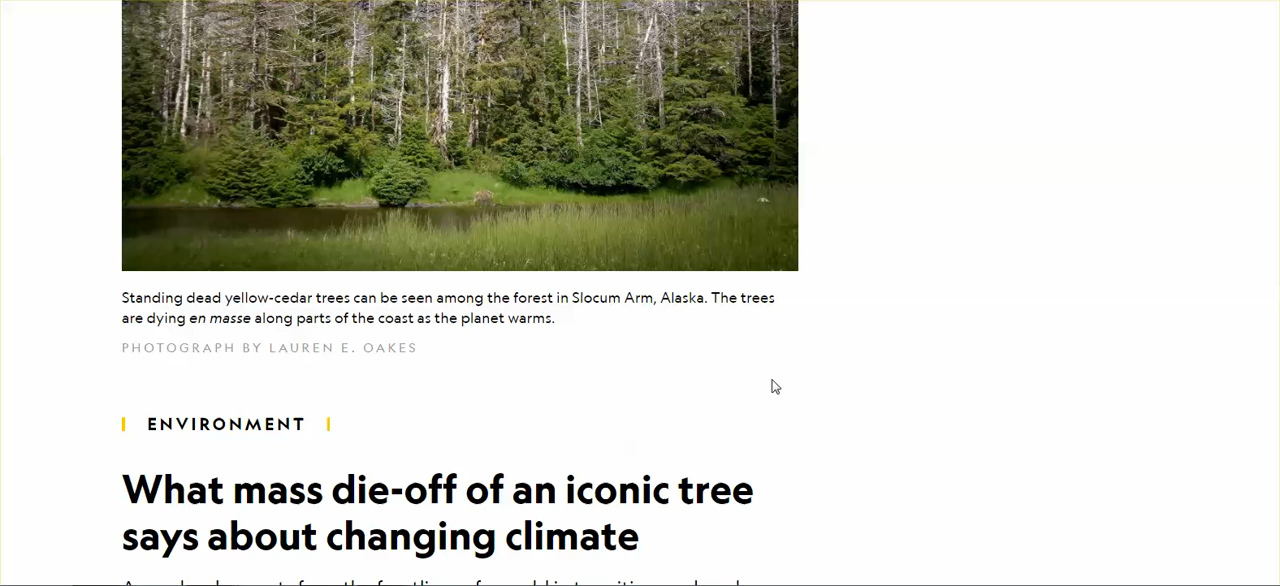 Standing dead yellow-cedar trees can be seen among the forest in Slocum Arm, Alaska. The trees
are dying en masse along parts of the coast as the planet warms.
PHOTOGRAPH BY LAUREN E. OAKES
ENVIRONMENT
What mass die-off of an iconic tree
says about changing climate